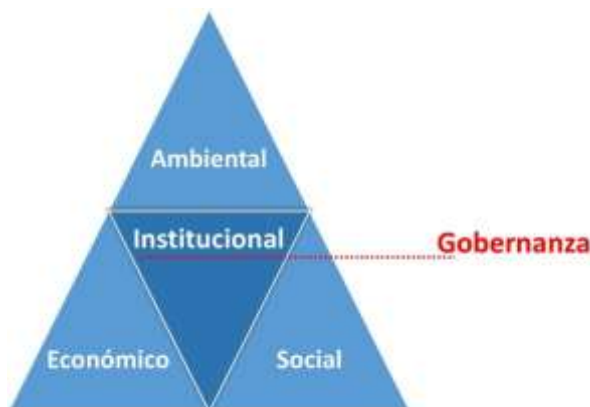 Ambiental
Institucional
Gobernanza
Económico
Social